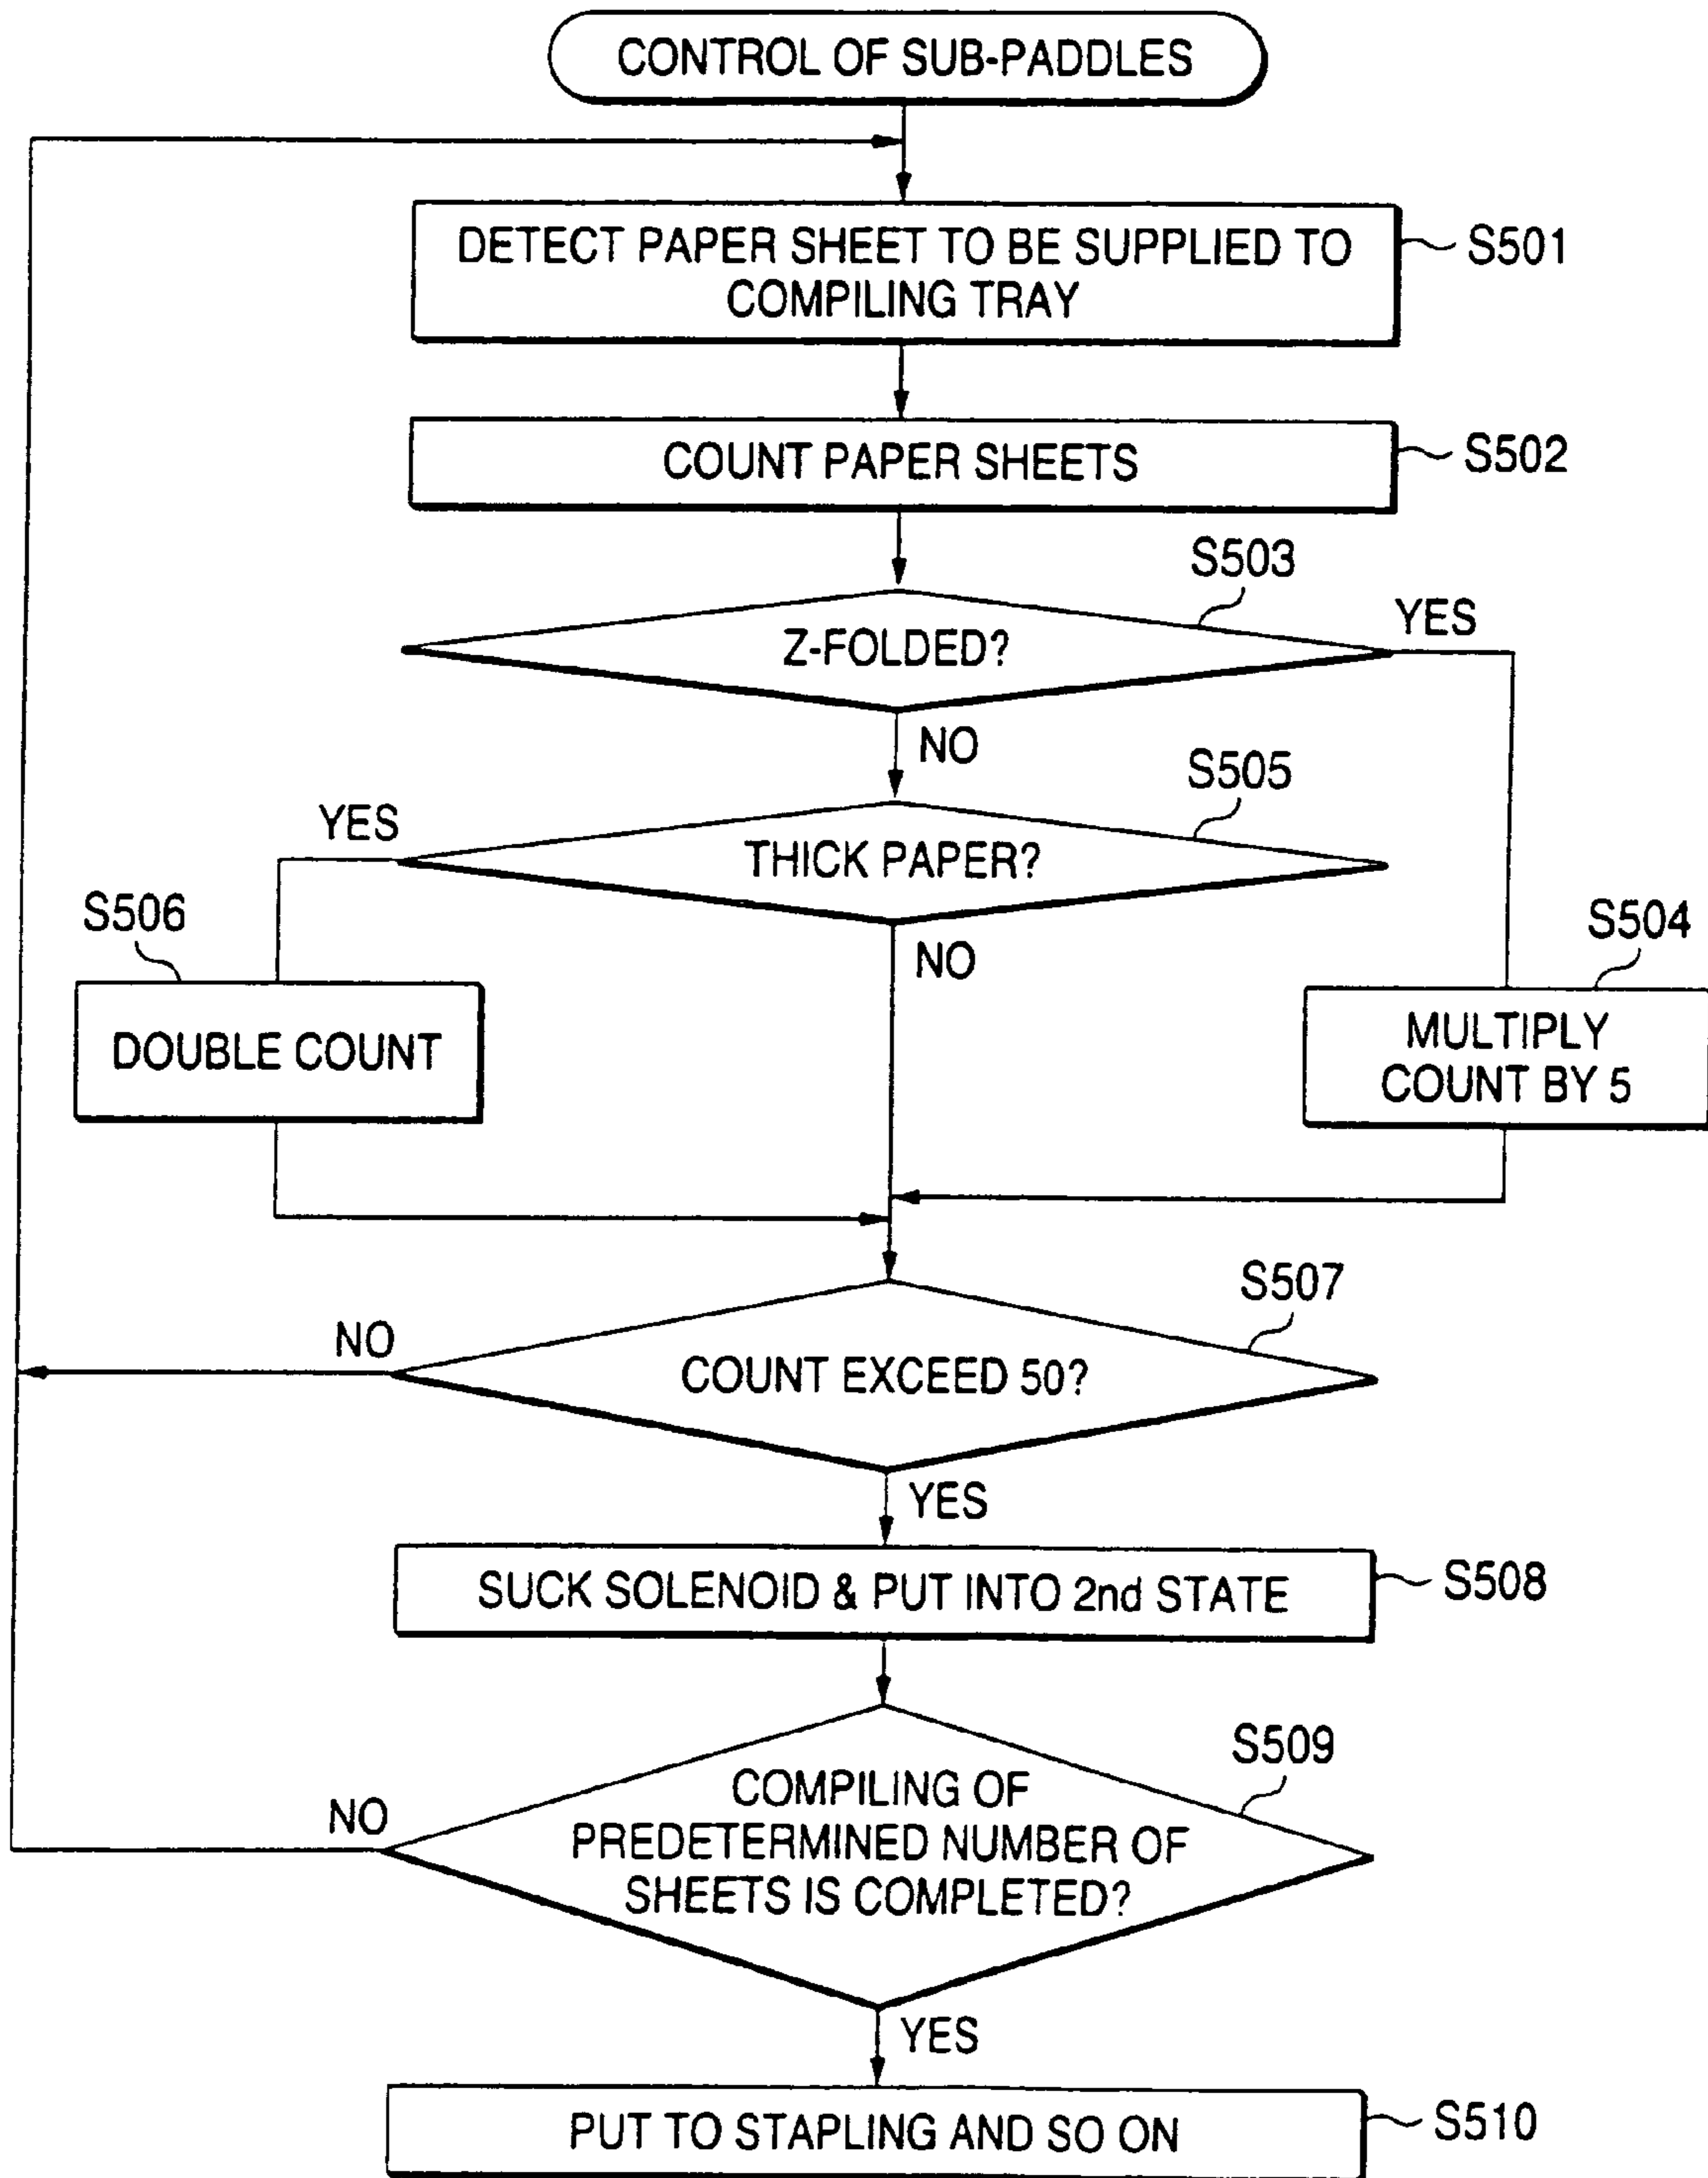 CONTROL OF SUB-PADDLES
DETECT PAPER SHEET TO BE SUPPLIED TO
COMPILING TRAY
S501
COUNT PAPER SHEETS
S502
S503
Z-FOLDED?
YES
NO
S505
YES
THICK PAPER?
NO
S506
S504
DOUBLE COUNT
MULTIPLY
COUNT BY 5
S507
NO
COUNT EXCEED 50?
YES
SUCK SOLENOID & PUT INTO 2nd STATE
S508
S509
NO
COMPILING OF
PREDETERMINED NUMBER OF
SHEETS IS COMPLETED?
YES
PUT TO STAPLING AND SO ON
S510